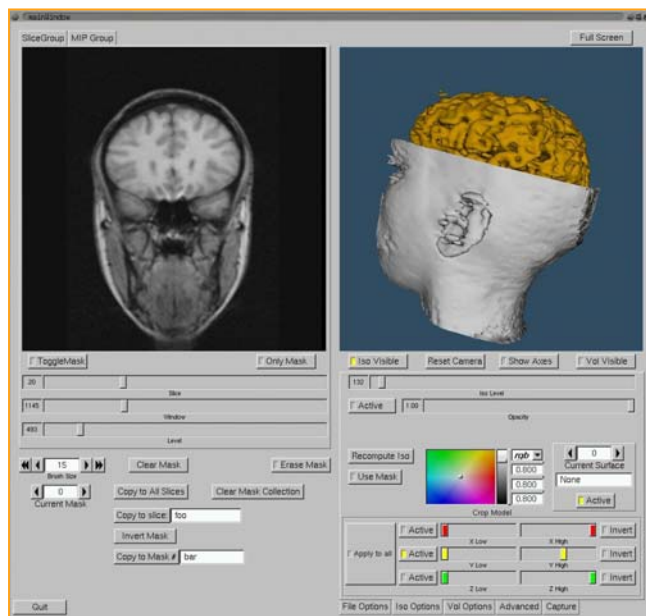 mainWindow
SliceGroup MIP Group Full Screen
ToggleMask Only Mask Iso Visible Reset Camera Show Axes Vol Visible
20
Slice
1145
Window
493
Level
132
Iso Level
Active 1.00
Opacity
15
Brush Size
Clear Mask Erase Mask
0
Current Mask
Copy to All Slices Clear Mask Collection
Copy to slice: foo
Invert Mask
Copy to Mask # bar
Recompute Iso
Use Mask
rgb
0.800
0.800
0.800
0
Current Surface
None
Active
Crop Model
Apply to all
Active Invert
X Low X High
Active Invert
Y Low Y High
Active Invert
Z Low Z High
Quit
File Options Iso Options Vol Options Advanced Capture